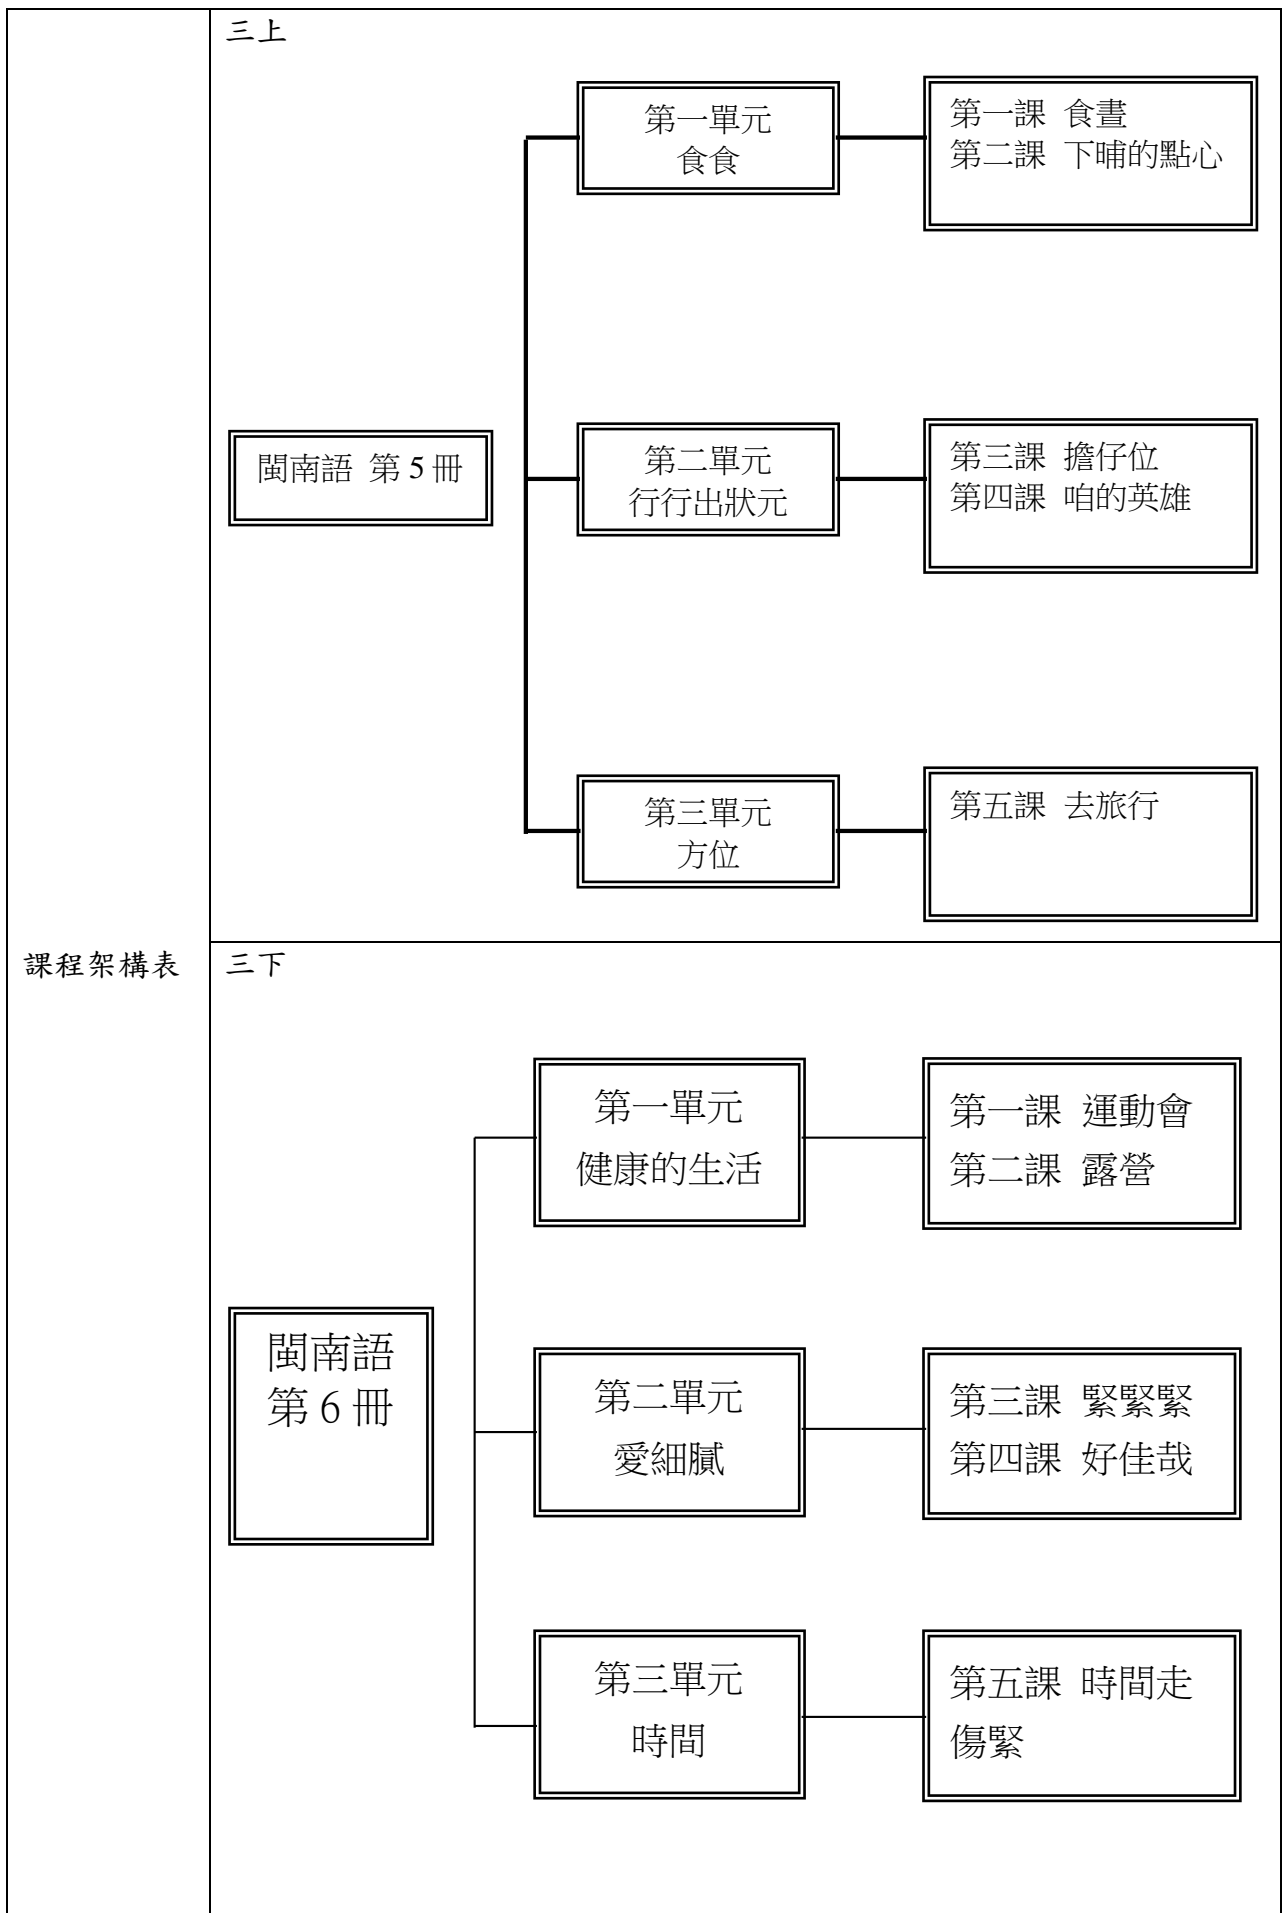 三上
閩南語 第 5 冊
第一單元
食食
第一課 食晝
第二課 下晡的點心
第二單元
行行出狀元
第三課 擔仔位
第四課 咱的英雄
第三單元
方位
第五課 去旅行
課程架構表
三下
閩南語
第 6 冊
第一單元
健康的生活
第一課 運動會
第二課 露營
第二單元
愛細膩
第三課 緊緊緊
第四課 好佳哉
第三單元
時間
第五課 時間走
傷緊